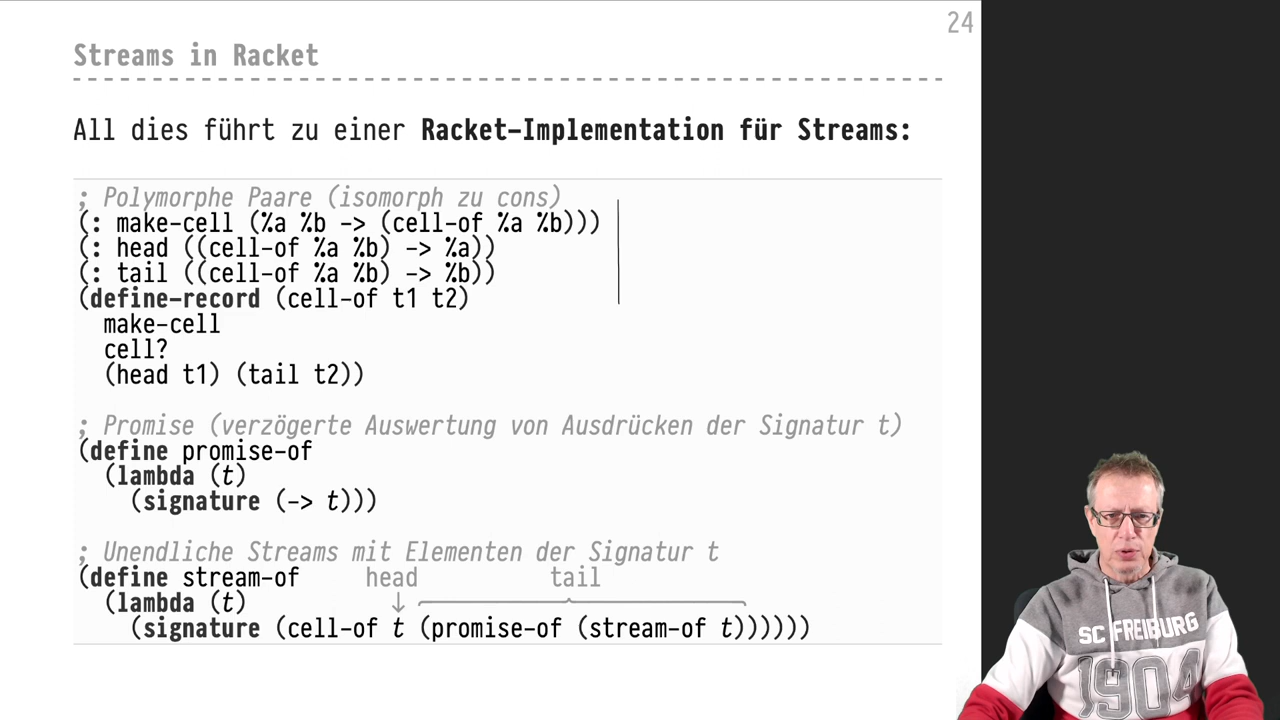 24
Streams in Racket
All dies führt zu einer Racket-Implementation für Streams:
; Polymorphe Paare (isomorph zu cons)
(: make-cell (%a %b -> (cell-of %a %b)))
(: head ((cell-of %a %b) -> %a))
(: tail ((cell-of %a %b) -> %b))
(define-record (cell-of t1 t2)
  make-cell
  cell?
  (head t1) (tail t2))
; Promise (verzögerte Auswertung von Ausdrücken der Signatur t)
(define promise-of
  (lambda (t)
    (signature (-> t)))
; Unendliche Streams mit Elementen der Signatur t
(define stream-of head tail
  (lambda (t)
    (signature (cell-of t (promise-of (stream-of t))))))
SC FREIBURG
1904